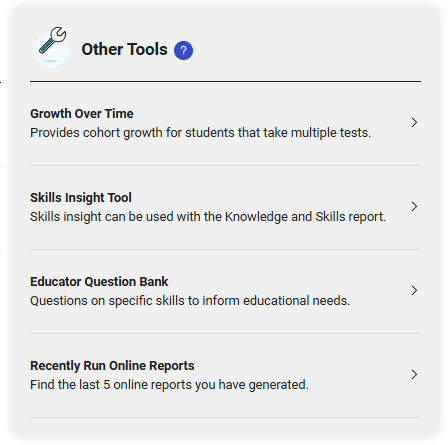 Other Tools ?
Growth Over Time
Provides cohort growth for students that take multiple tests.
Skills Insight Tool
Skills insight can be used with the Knowledge and Skills report.
Educator Question Bank
Questions on specific skills to inform educational needs.
Recently Run Online Reports
Find the last 5 online reports you have generated.